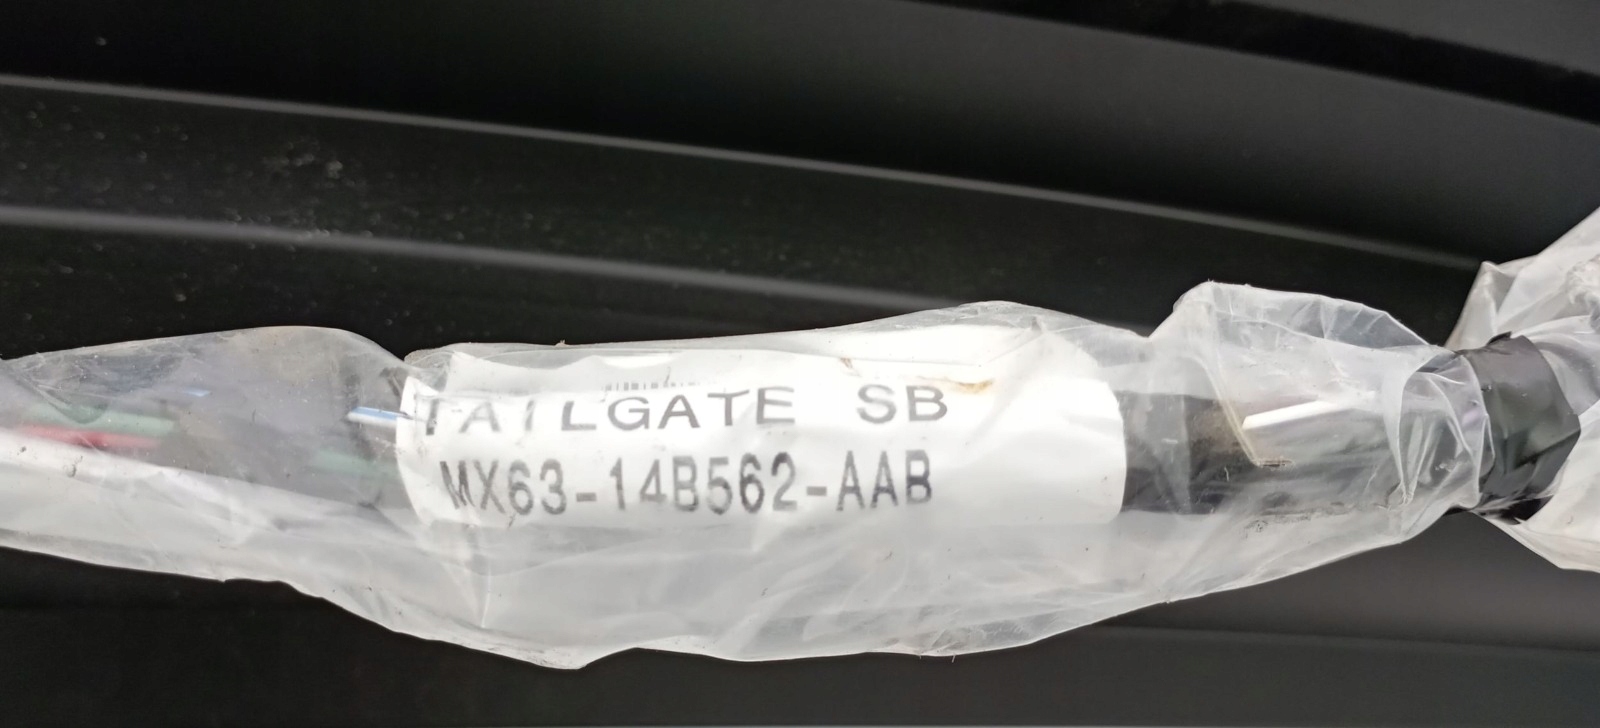 TAILGATE SB
MX63-14B562-AAB